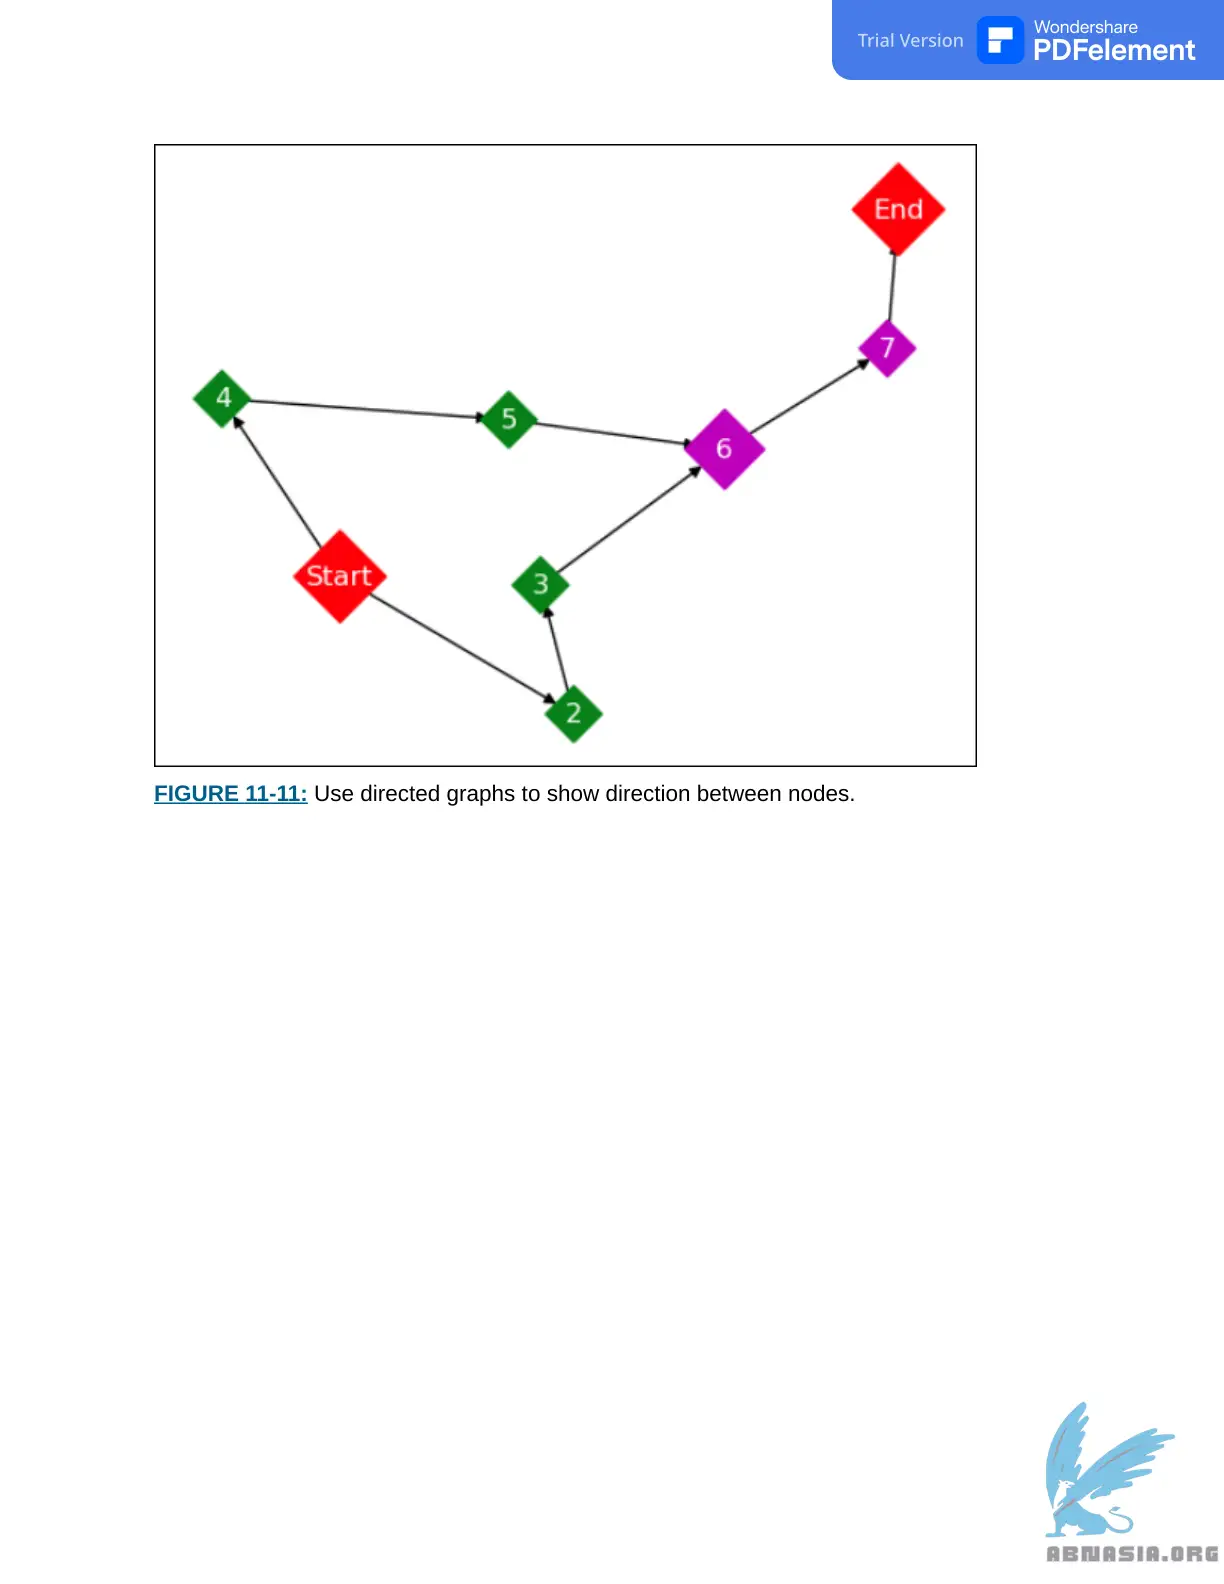 Trial Version
Wondershare
PDFelement
End
7
4
5
6
Start
3
2
FIGURE 11-11: Use directed graphs to show direction between nodes.
ABNASIA.ORG